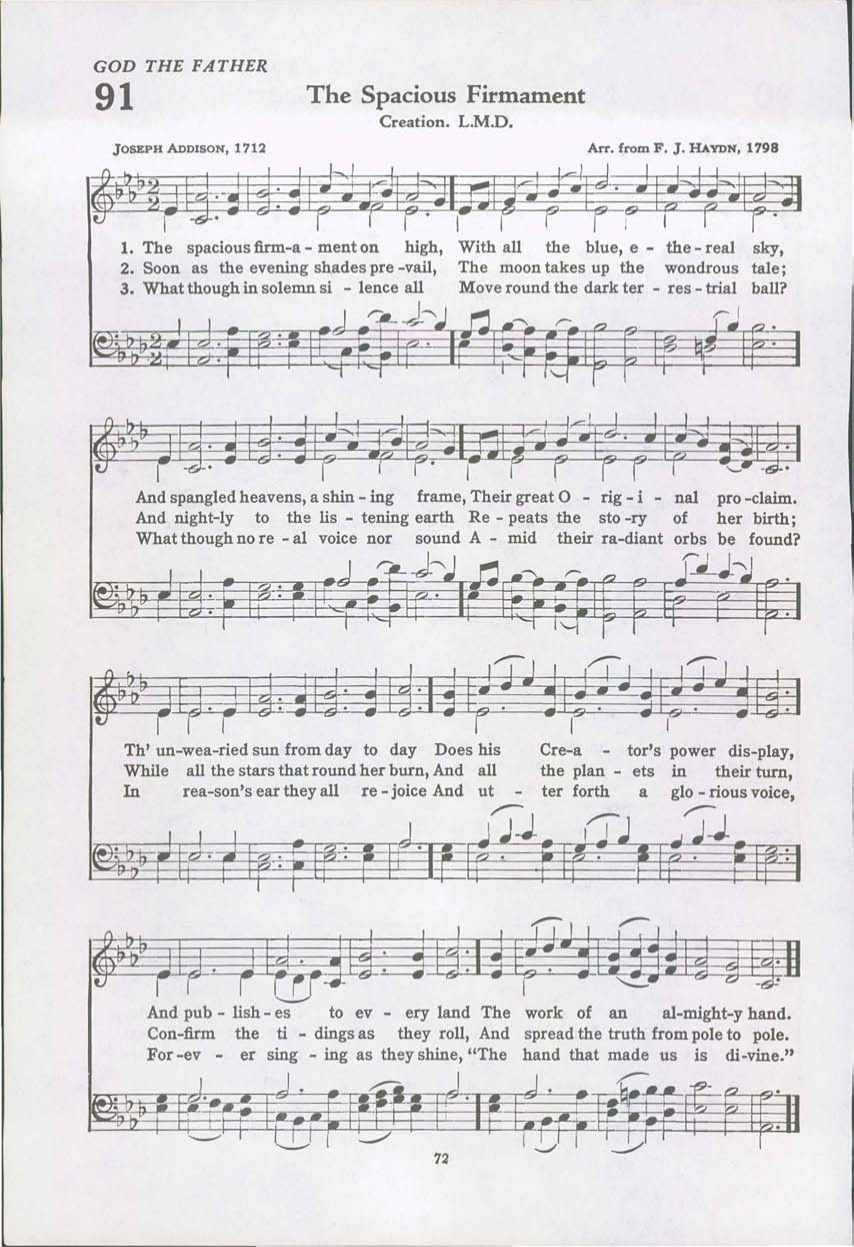 GOD THE FATHER
91
The Spacious Firmament
Creation. L.M.D.
JOSEPH ADDISON, 1712 Arr. from F. J. HAYDN, 1798
1. The spacious firm-a - ment on high, With all the blue, e - the - real sky,
2. Soon as the evening shades pre -vail, The moon takes up the wondrous tale;
3. What though in solemn si - lence all Move round the dark ter - res - trial ball?
And spangled heavens, a shin - ing frame, Their great O - rig - i - nal pro -claim.
And night-ly to the lis - tening earth Re - peats the sto -ry of her birth;
What though no re - al voice nor sound A - mid their ra-diant orbs be found?
Th' un-wea-ried sun from day to day Does his Cre-a - tor's power dis-play,
While all the stars that round her burn, And all the plan - ets in their turn,
In rea-son's ear they all re - joice And ut - ter forth a glo - rious voice,
And pub - lish - es to ev - ery land The work of an al-might-y hand.
Con-firm the ti - dings as they roll, And spread the truth from pole to pole.
For -ev - er sing - ing as they shine, “The hand that made us is di-vine.”
72